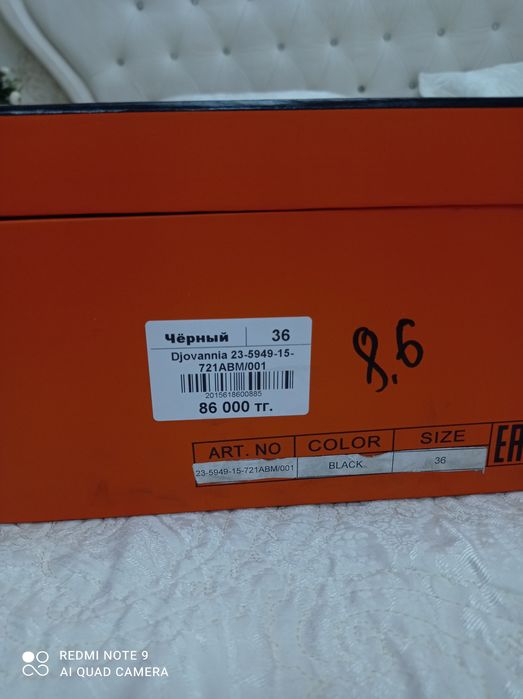 Чёрный 36
Djovannia 23-5949-15-
721ABM/001
2015618600885
86 000 тг.
8.6
ART. NO COLOR SIZE
23-5949-15-721ABM/001 BLACK 36
REDMI NOTE 9
AI QUAD CAMERA